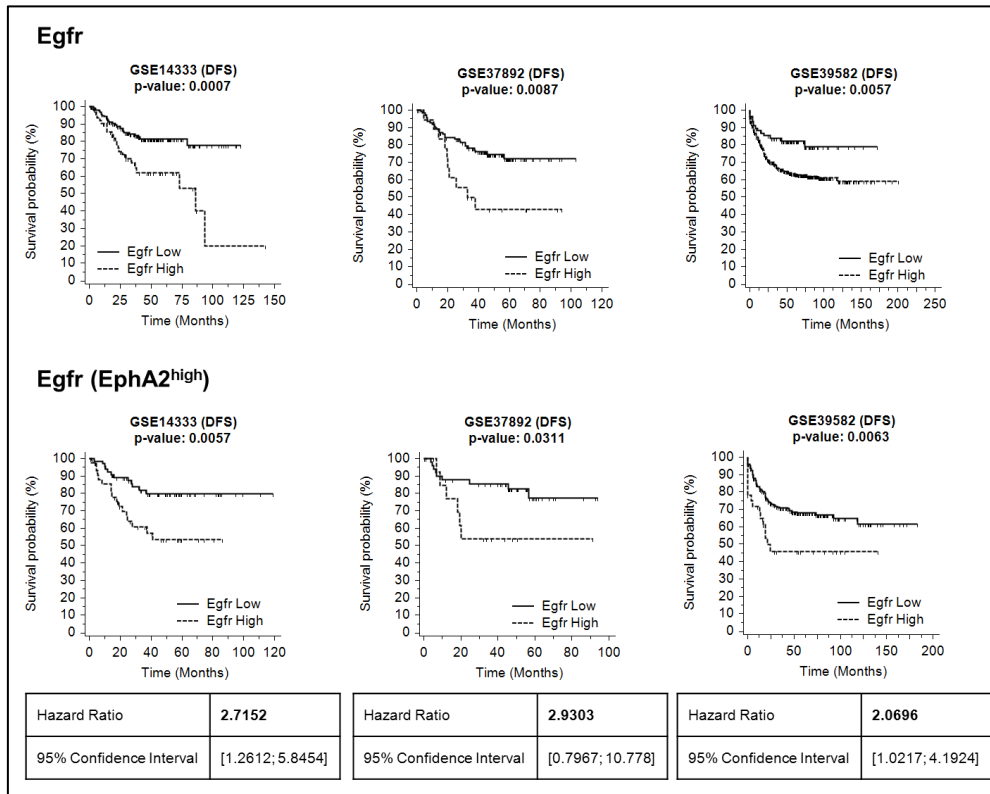 Egfr
GSE14333 (DFS)
p-value: 0.0007
Survival probability (%)
100
90
80
70
60
50
40
30
20
10
0
Egfr Low
Egfr High
0 25 50 75 100 125 150
Time (Months)
GSE37892 (DFS)
p-value: 0.0087
Survival probability (%)
100
90
80
70
60
50
40
30
20
10
0
Egfr Low
Egfr High
0 20 40 60 80 100 120
Time (Months)
GSE39582 (DFS)
p-value: 0.0057
Survival probability (%)
100
90
80
70
60
50
40
30
20
10
0
Egfr Low
Egfr High
0 50 100 150 200 250
Time (Months)
Egfr (EphA2high)
GSE14333 (DFS)
p-value: 0.0057
Survival probability (%)
100
90
80
70
60
50
40
30
20
10
0
Egfr Low
Egfr High
0 20 40 60 80 100 120
Time (Months)
GSE37892 (DFS)
p-value: 0.0311
Survival probability (%)
100
90
80
70
60
50
40
30
20
10
0
Egfr Low
Egfr High
0 20 40 60 80 100
Time (Months)
GSE39582 (DFS)
p-value: 0.0063
Survival probability (%)
100
90
80
70
60
50
40
30
20
10
0
Egfr Low
Egfr High
0 50 100 150 200
Time (Months)
Hazard Ratio 2.7152
95% Confidence Interval [1.2612; 5.8454]
Hazard Ratio 2.9303
95% Confidence Interval [0.7967; 10.778]
Hazard Ratio 2.0696
95% Confidence Interval [1.0217; 4.1924]